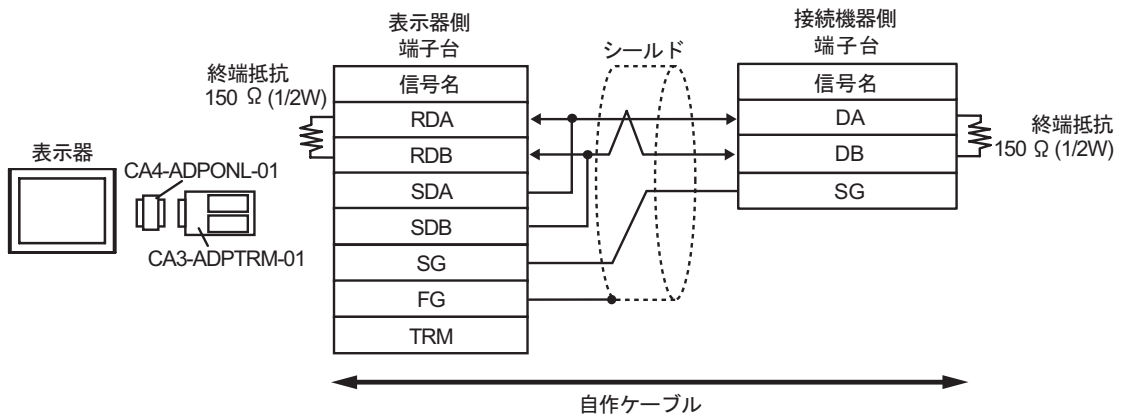 表示器
CA4-ADPONL-01
CA3-ADPTRM-01
終端抵抗
150 Ω (1/2W)
表示器側
端子台
信号名
RDA
RDB
SDA
SDB
SG
FG
TRM
シールド
接続機器側
端子台
信号名
DA
DB
SG
終端抵抗
150 Ω (1/2W)
自作ケーブル